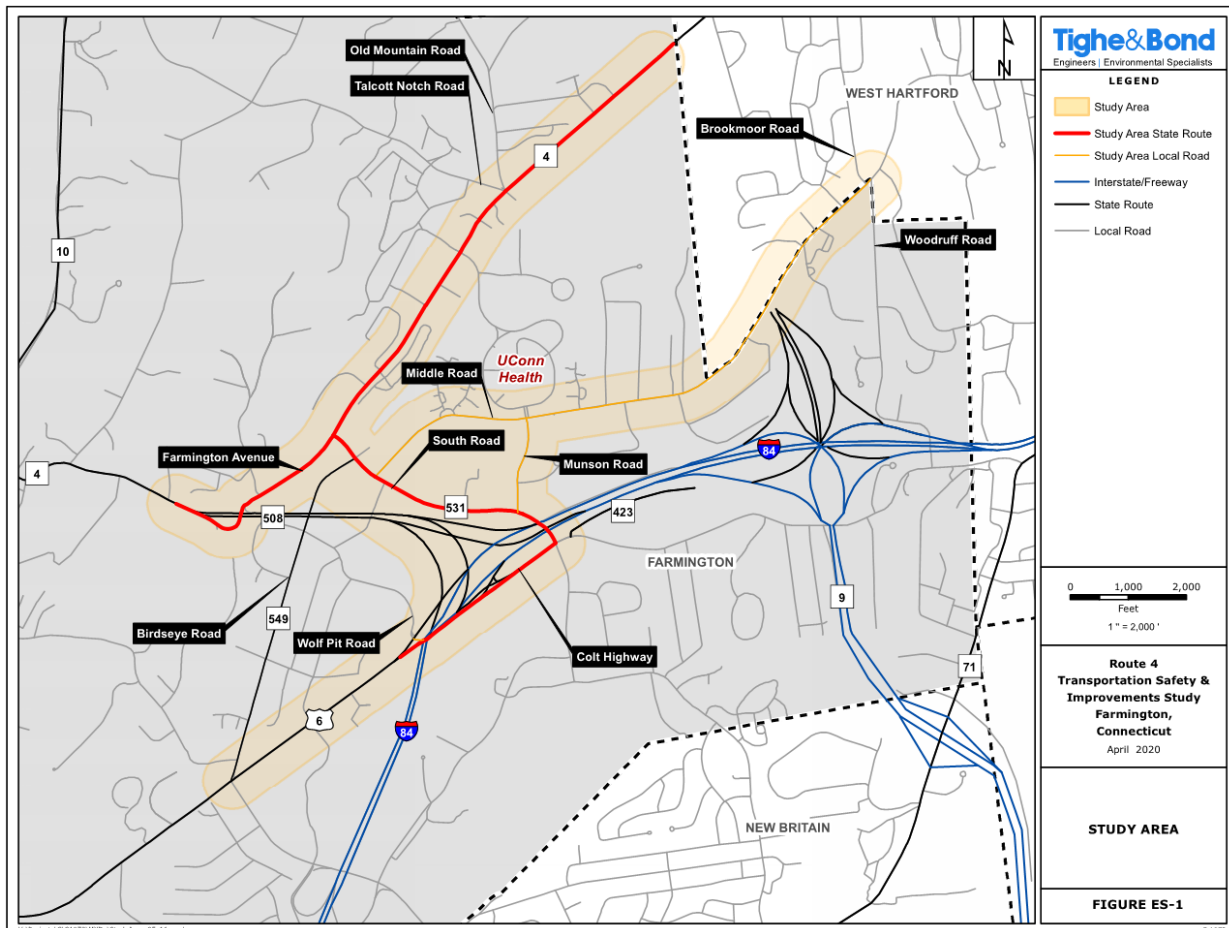 Old Mountain Road
Talcott Notch Road
WEST HARTFORD
Brookmoor Road
4
10
Woodruff Road
UConn
Health
Middle Road
South Road
Farmington Avenue
Munson Road
84
4
531
508
423
FARMINGTON
9
Birdseye Road
549
Wolf Pit Road
Colt Highway
71
6
84
NEW BRITAIN
N
Tighe&Bond
Engineers | Environmental Specialists
LEGEND
Study Area
Study Area State Route
Study Area Local Road
Interstate/Freeway
State Route
Local Road
0 1,000 2,000
Feet
1 " = 2,000 '
Route 4
Transportation Safety &
Improvements Study
Farmington,
Connecticut
April 2020
STUDY AREA
FIGURE ES-1